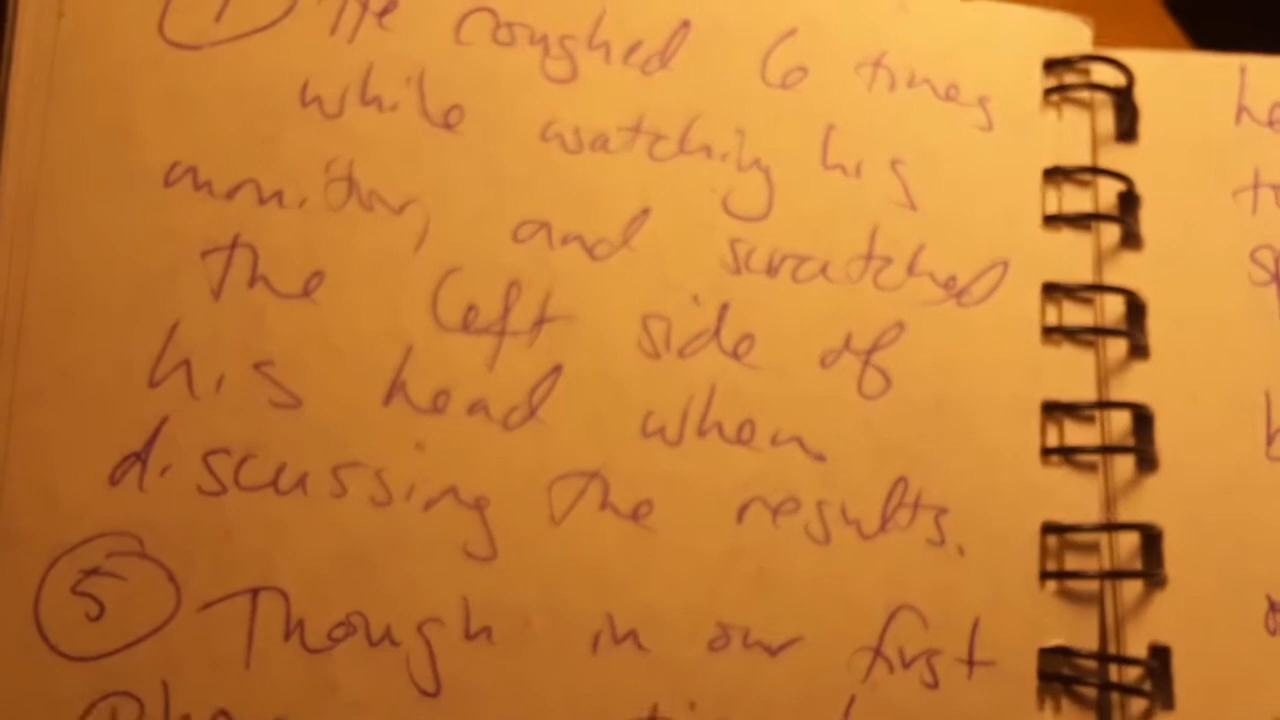 He coughed 6 times
while watching his
monitor, and scratched
the left side of
his head when
discussing the results.
⑤ Though in our first
he